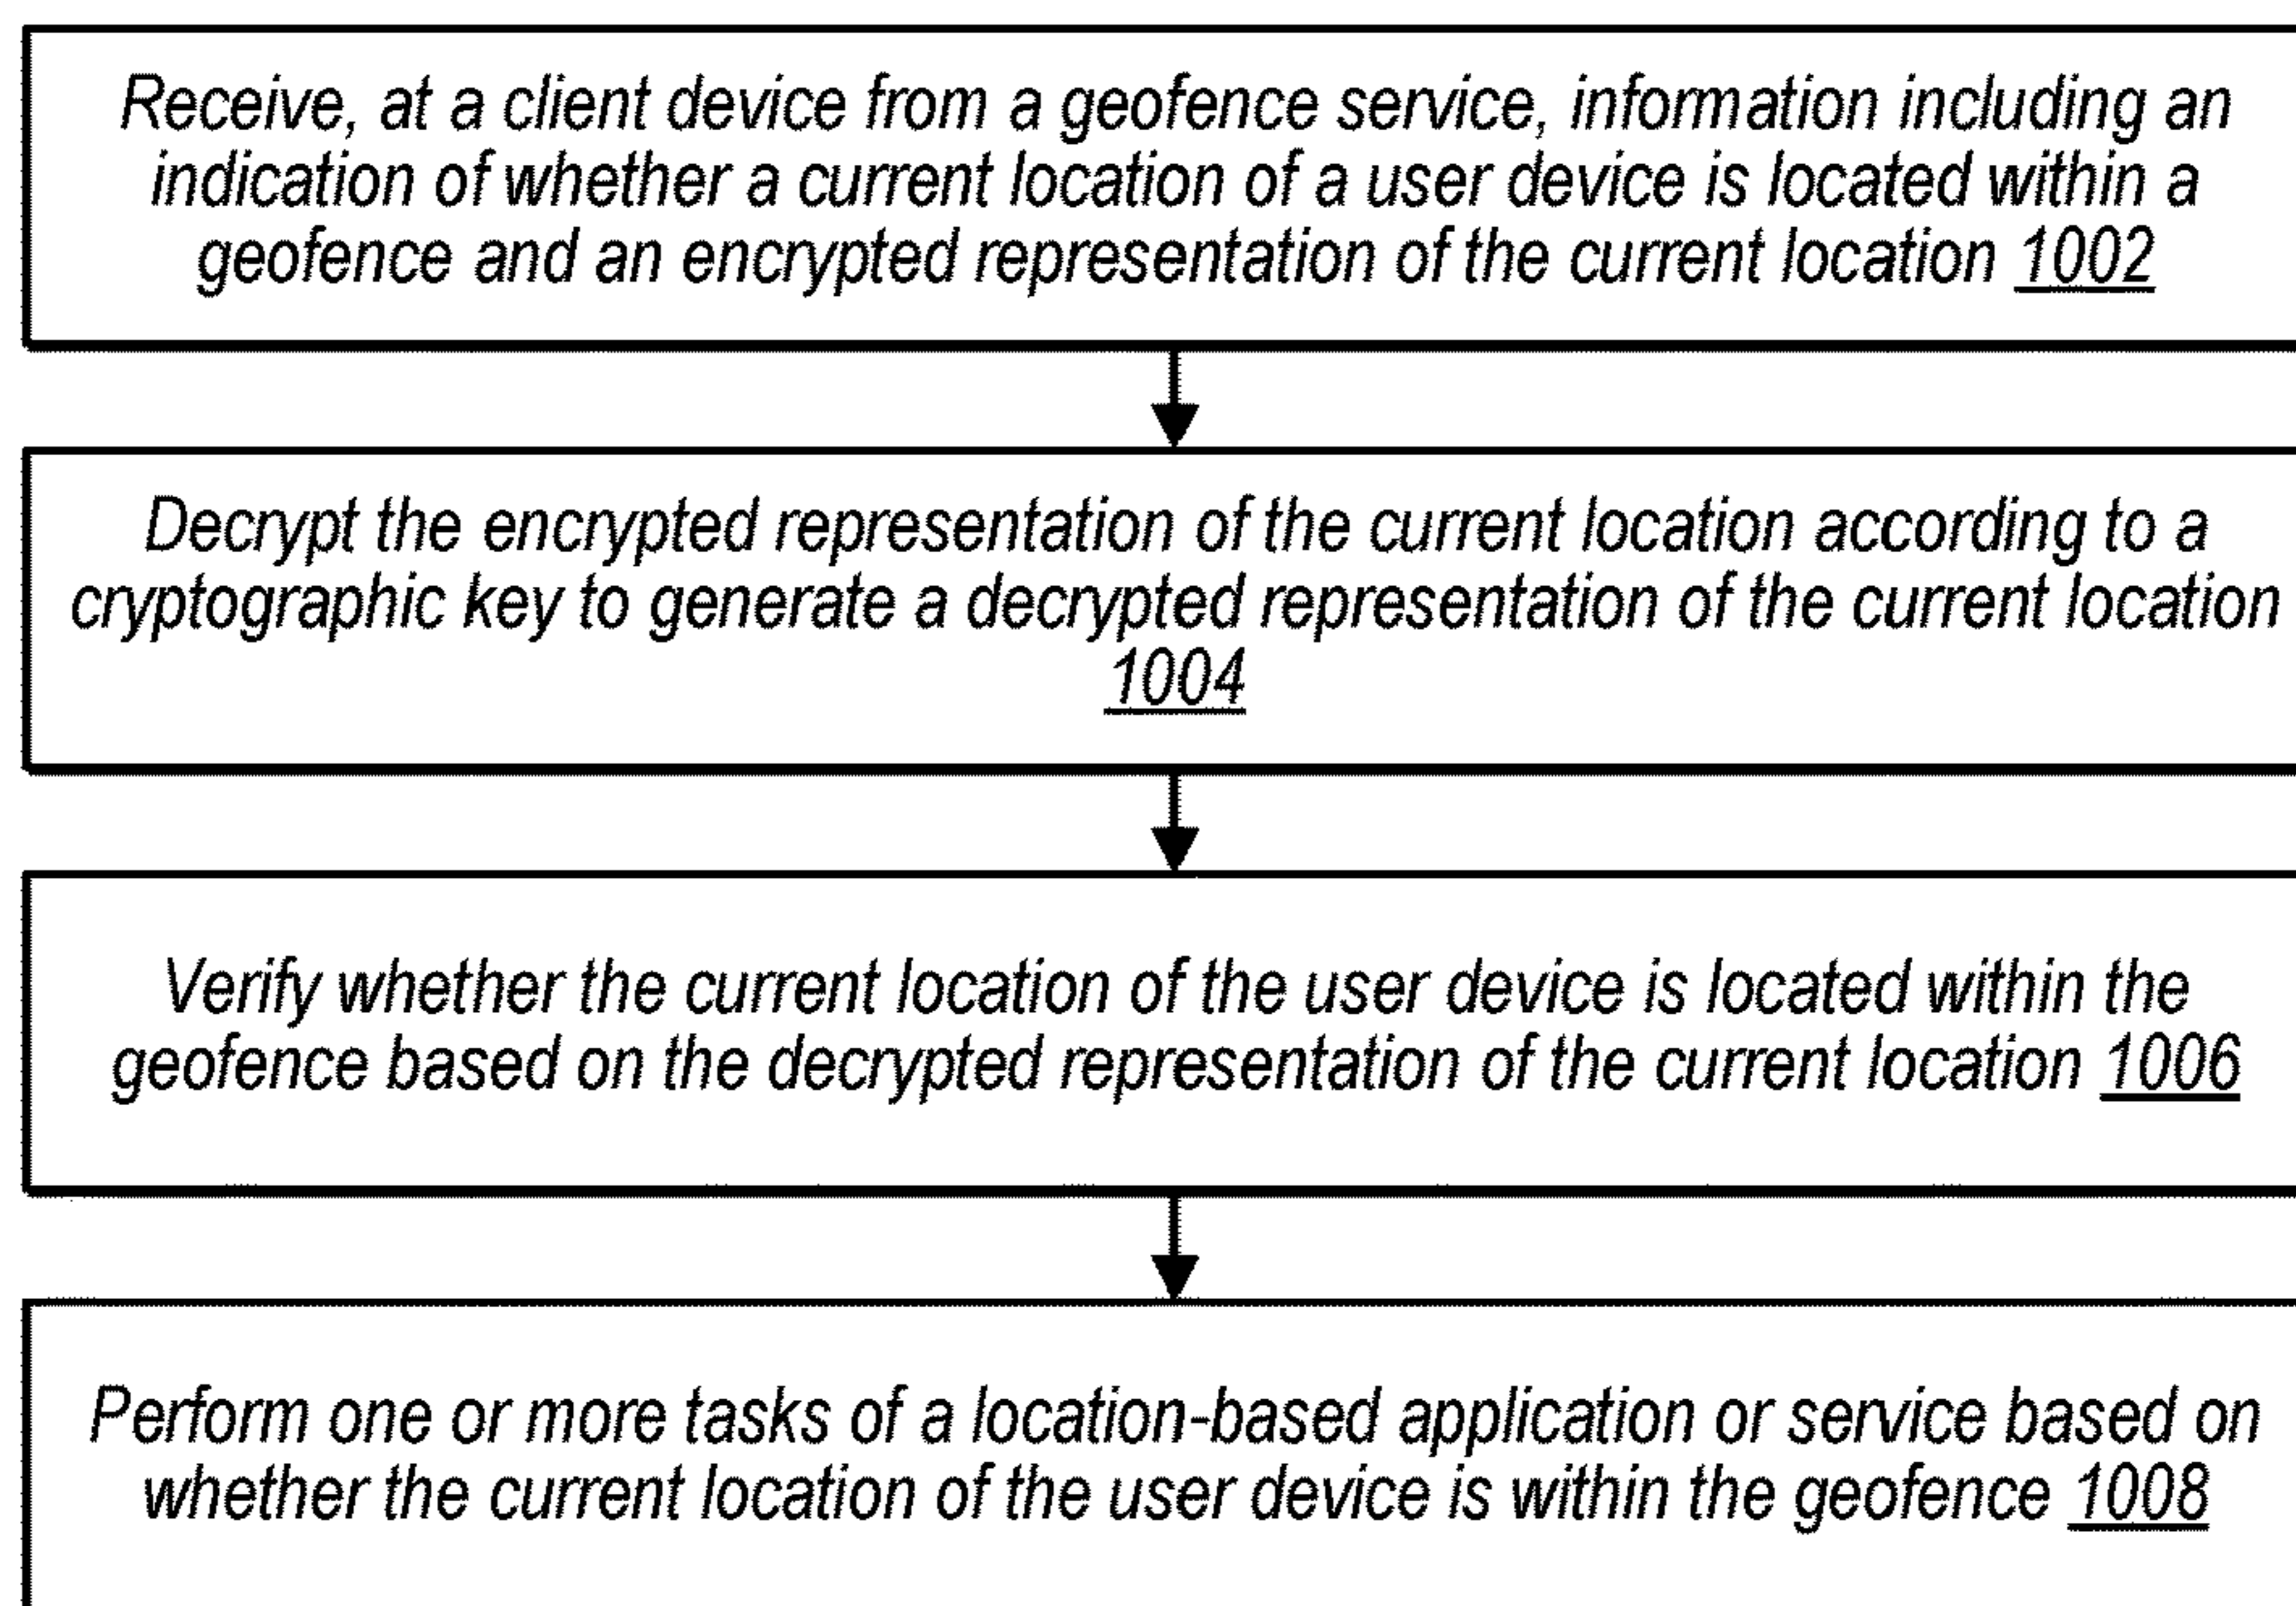 Receive, at a client device from a geofence service, information including an
indication of whether a current location of a user device is located within a
geofence and an encrypted representation of the current location 1002
Decrypt the encrypted representation of the current location according to a
cryptographic key to generate a decrypted representation of the current location
1004
Verify whether the current location of the user device is located within the
geofence based on the decrypted representation of the current location 1006
Perform one or more tasks of a location-based application or service based on
whether the current location of the user device is within the geofence 1008